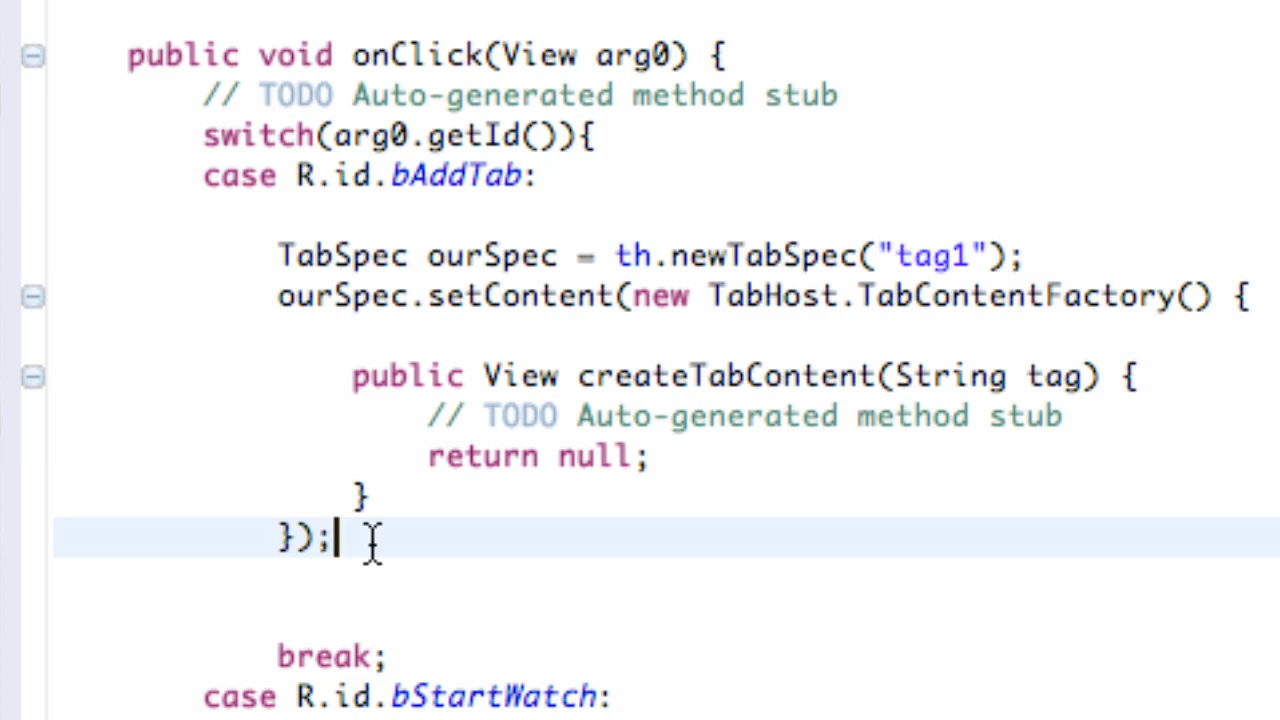 public void onClick(View arg0) {
// TODO Auto-generated method stub
switch(arg0.getId()){
case R.id.bAddTab:
TabSpec ourSpec = th.newTabSpec("tag1");
ourSpec.setContent(new TabHost.TabContentFactory() {
public View createTabContent(String tag) {
// TODO Auto-generated method stub
return null;
}
});
break;
case R.id.bStartWatch: